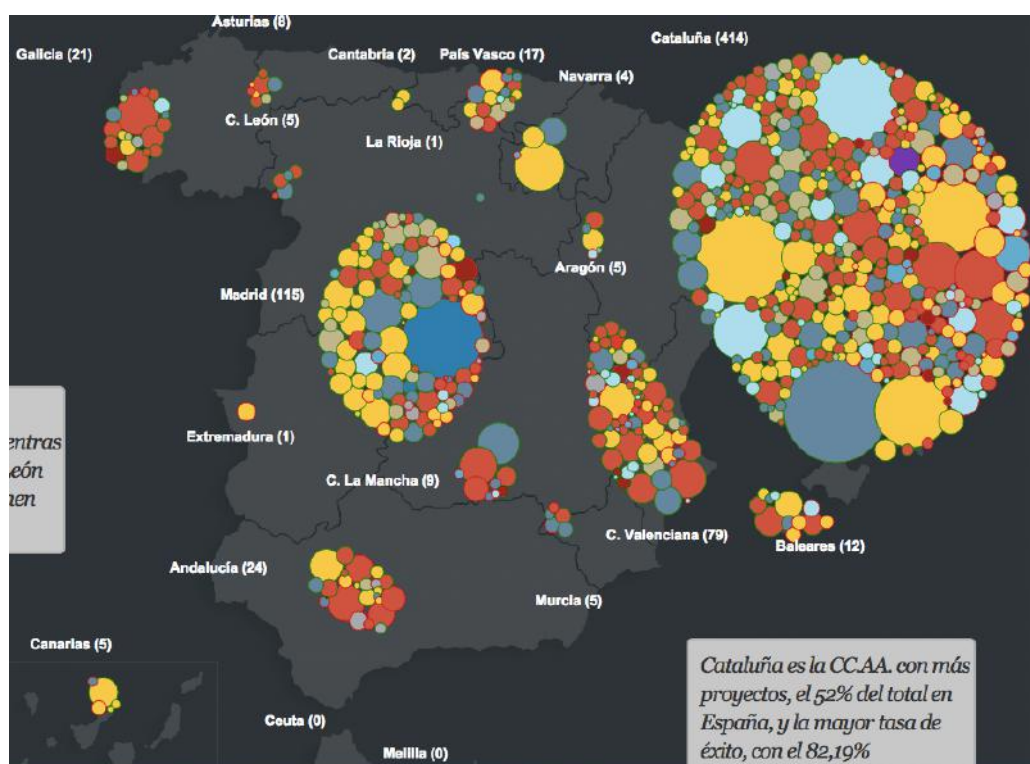 Asturias (8)
Galicia (21)
Cantabria (2)
País Vasco (17)
Cataluña (414)
Navarra (4)
C. León (5)
La Rioja (1)
Aragón (5)
Madrid (115)
entras
Extremadura (1)
León
C. La Mancha (9)
nen
C. Valenciana (79)
Baleares (12)
Andalucía (24)
Murcia (5)
Canarias (5)
Cataluña es la CC.AA. con más
proyectos, el 52% del total en
España, y la mayor tasa de
éxito, con el 82,19%
Ceuta (0)
Melilla (0)